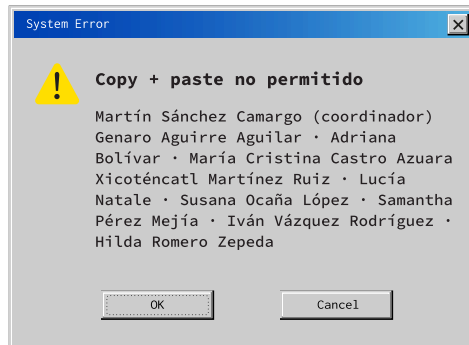 System Error
Copy + paste no permitido
Martín Sánchez Camargo (coordinador)
Genaro Aguirre Aguilar · Adriana
Bolívar · María Cristina Castro Azuara
Xicoténcatl Martínez Ruiz · Lucía
Natale · Susana Ocaña López · Samantha
Pérez Mejía · Iván Vázquez Rodríguez ·
Hilda Romero Zepeda
OK
Cancel